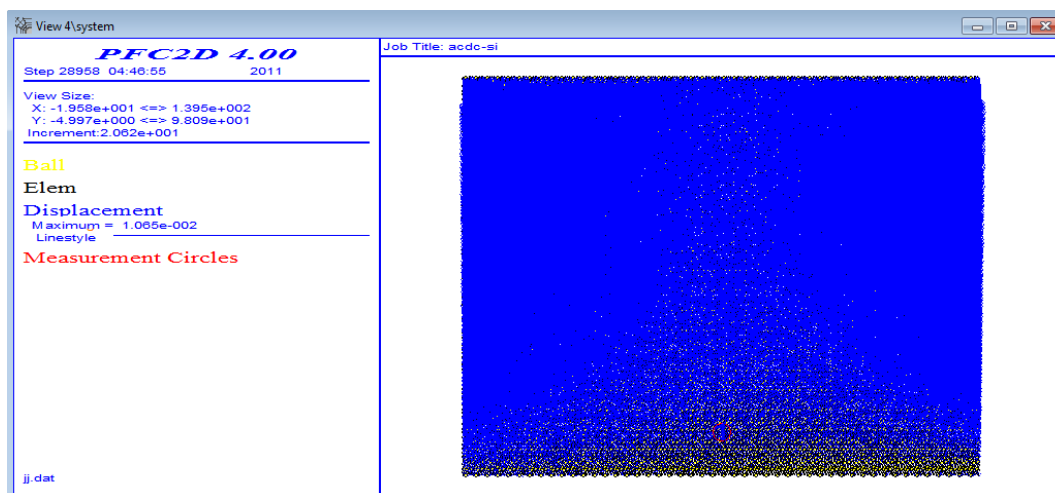 View 4\system
PFC2D 4.00
Step 28958 04:46:55 2011
View Size:
X: -1.958e+001 <=> 1.395e+002
Y: -4.997e+000 <=> 9.809e+001
Increment:2.062e+001
Ball
Elem
Displacement
Maximum = 1.065e-002
Linestyle
Measurement Circles
jj.dat
Job Title: acdc-si